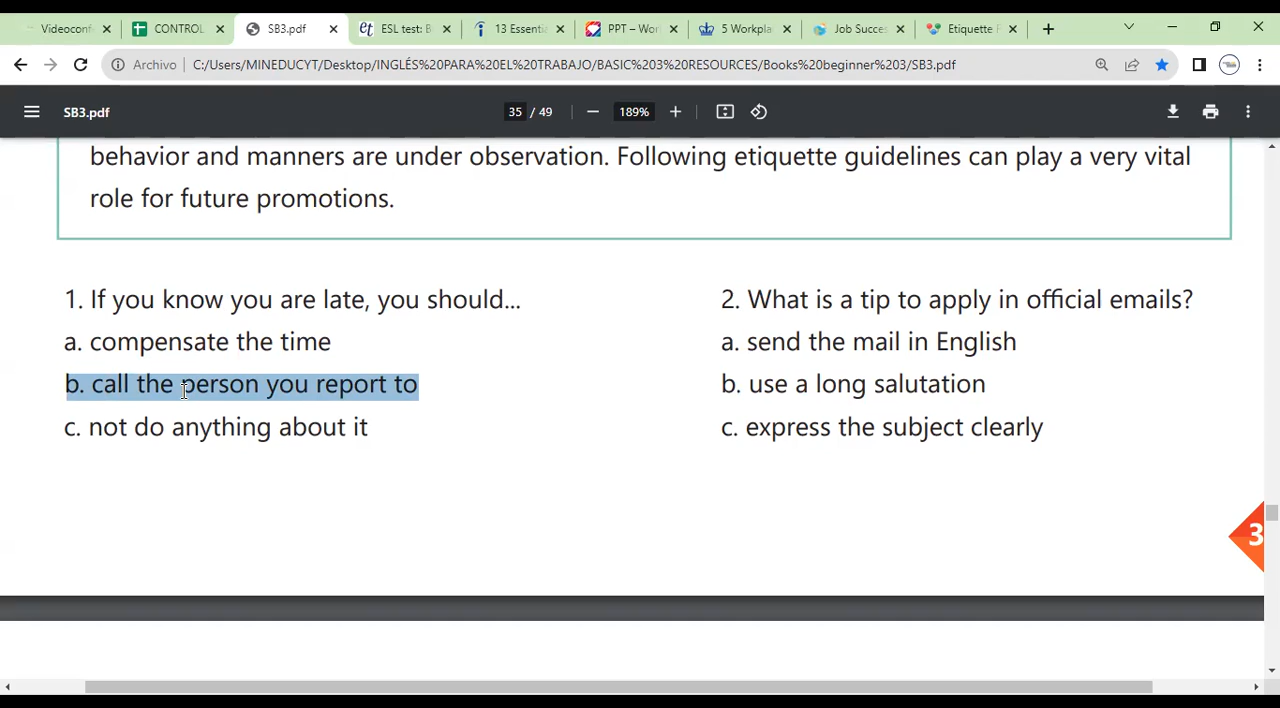 Videoconf
CONTROL
SB3.pdf
ESL test: B
13 Essenti
PPT – Wor
5 Workpla
Job Succes
Etiquette
Archivo
C:/Users/MINEDUCYT/Desktop/INGLÉS%20PARA%20EL%20TRABAJO/BASIC%203%20RESOURCES/Books%20beginner%203/SB3.pdf
SB3.pdf
35 / 49
189%
behavior and manners are under observation. Following etiquette guidelines can play a very vital
role for future promotions.
1. If you know you are late, you should...
a. compensate the time
b. call the person you report to
c. not do anything about it
2. What is a tip to apply in official emails?
a. send the mail in English
b. use a long salutation
c. express the subject clearly
3